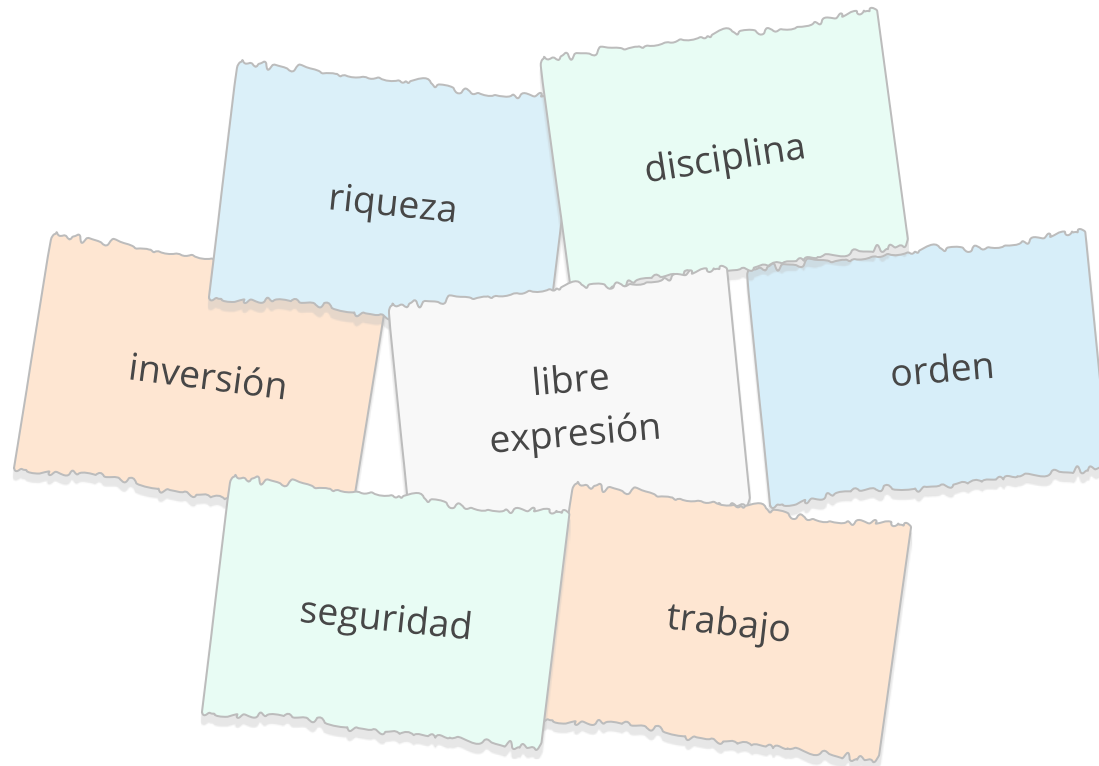 disciplina
riqueza
inversión
libre
expresión
orden
seguridad
trabajo